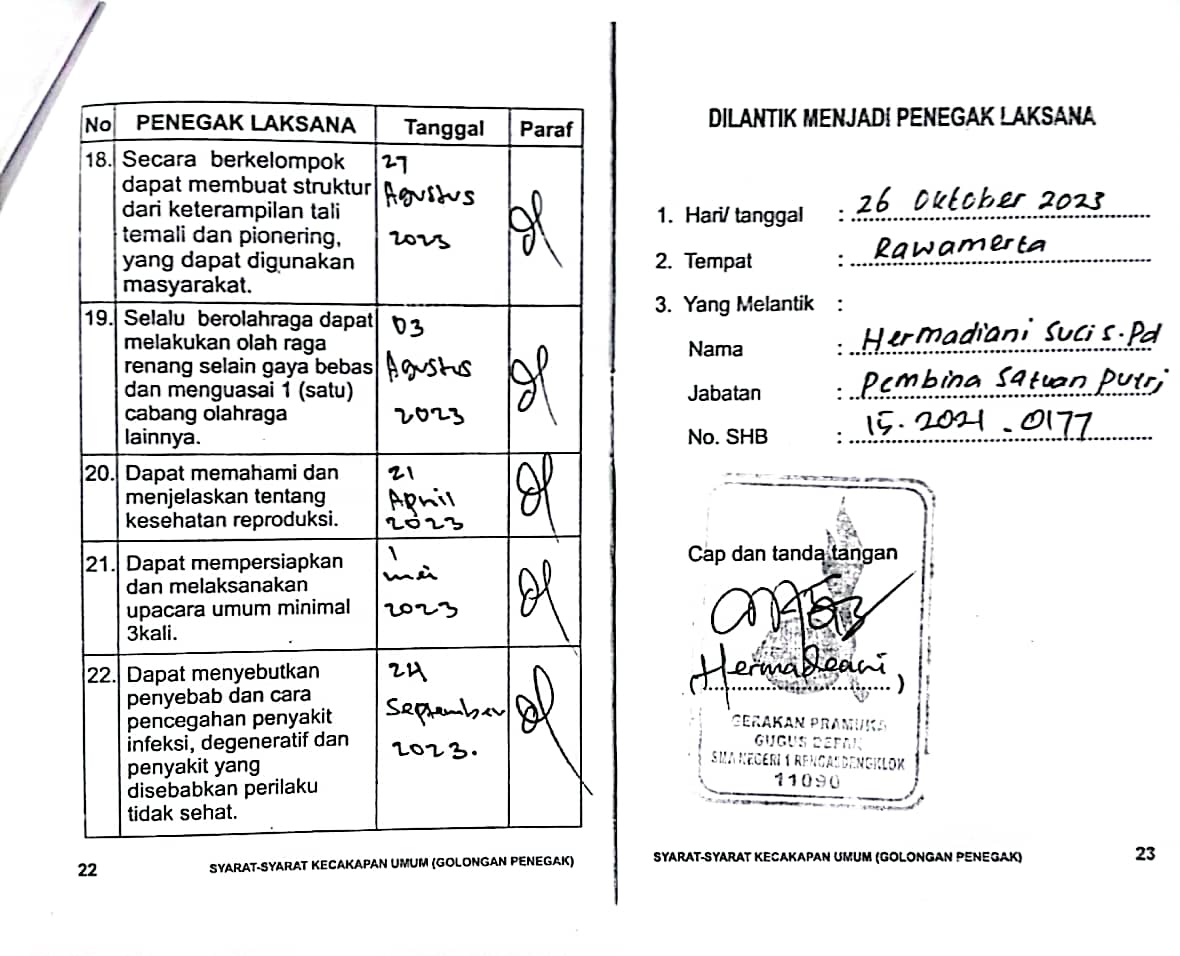 No PENEGAK LAKSANA Tanggal Paraf
18. Secara berkelompok
dapat membuat struktur
dari keterampilan tali
temali dan pionering,
yang dapat digunakan
masyarakat.
27
Agustus
2023
19. Selalu berolahraga dapat
melakukan olah raga
renang selain gaya bebas
dan menguasai 1 (satu)
cabang olahraga
lainnya.
03
Agustus
2023
20. Dapat memahami dan
menjelaskan tentang
kesehatan reproduksi.
21
April
2023
21. Dapat mempersiapkan
dan melaksanakan
upacara umum minimal
3kali.
1
mei
2023
22. Dapat menyebutkan
penyebab dan cara
pencegahan penyakit
infeksi, degeneratif dan
penyakit yang
disebabkan perilaku
tidak sehat.
24
September
2023.
22 SYARAT-SYARAT KECAKAPAN UMUM (GOLONGAN PENEGAK)
DILANTIK MENJADI PENEGAK LAKSANA
1. Hari/ tanggal : 26 Oktober 2023
2. Tempat : Rawamerta
3. Yang Melantik :
Nama : Hermadiani Suci S.Pd
Jabatan : Pembina Satuan Putri
No. SHB : 15.2021.0177
Cap dan tanda tangan
(Hermadeani,)
GERAKAN PRAMUKA
GUGUS DEPAN
SMA NEGERI 1 RENGASDENGKLOK
11090
SYARAT-SYARAT KECAKAPAN UMUM (GOLONGAN PENEGAK) 23